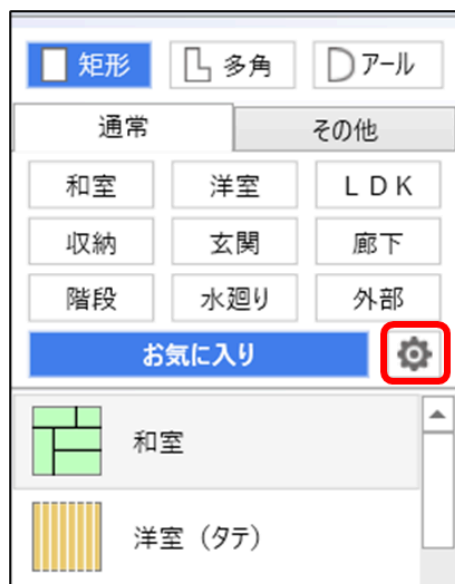 矩形 多角 アール
通常 その他
和室 洋室 ＬＤＫ
収納 玄関 廊下
階段 水廻り 外部
お気に入り
和室
洋室（タテ）